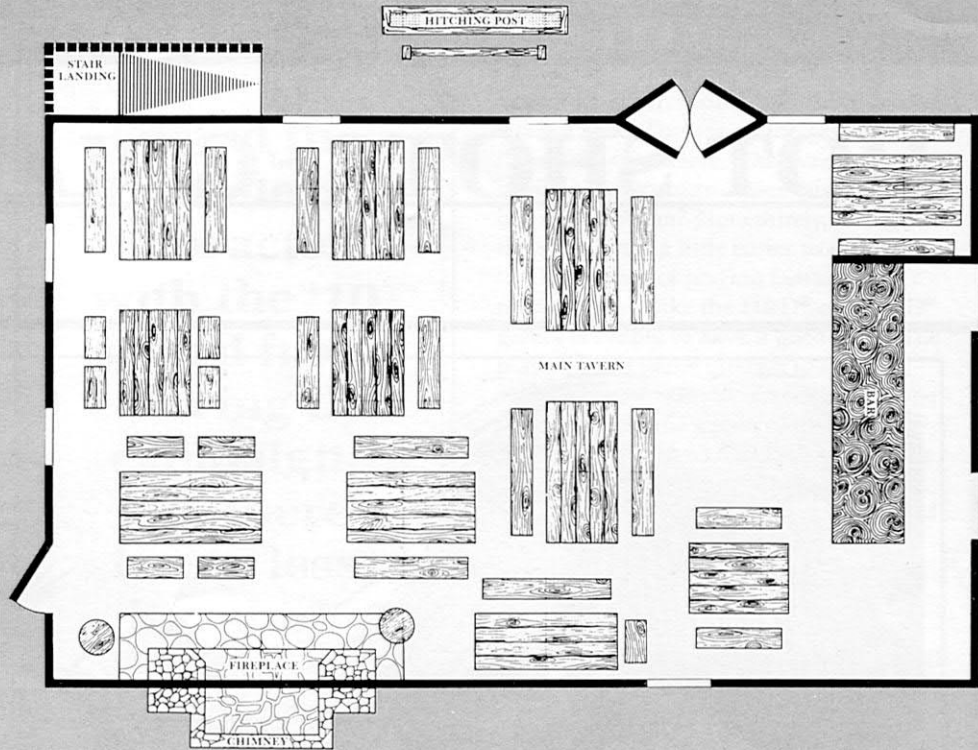 HITCHING POST
STAIR
LANDING
MAIN TAVERN
BAR
FIREPLACE
CHIMNEY